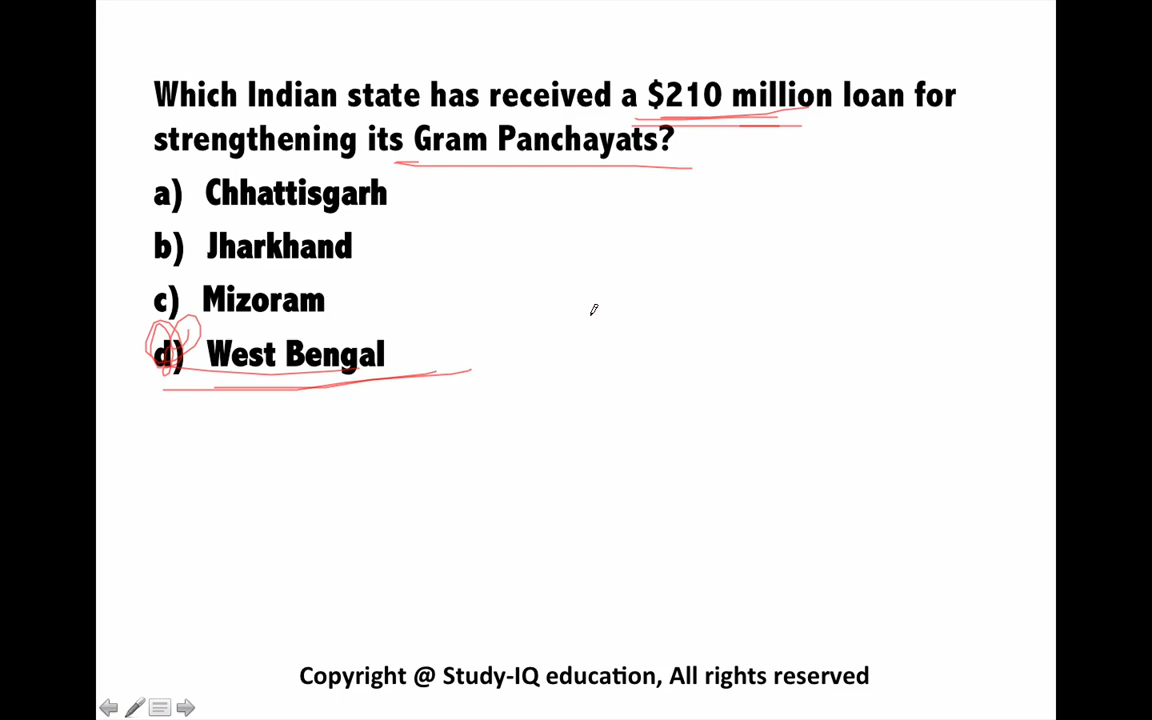 Which Indian state has received a $210 million loan for
strengthening its Gram Panchayats?
a) Chhattisgarh
b) Jharkhand
c) Mizoram
d) West Bengal
Copyright @ Study-IQ education, All rights reserved